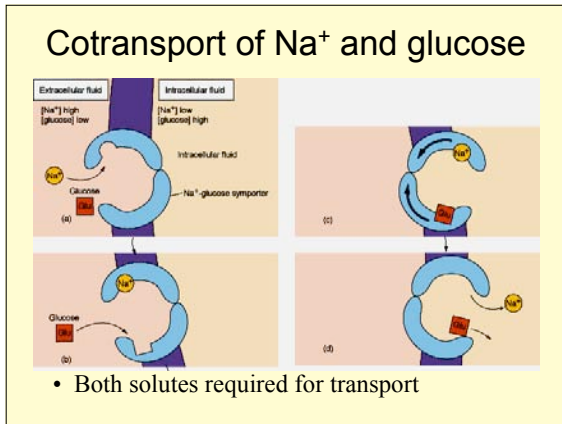 Cotransport of Na⁺ and glucose
Extracellular fluid
Intracellular fluid
[Na⁺] high
[glucose] low
[Na⁺] low
[glucose] high
Intracellular fluid
Na⁺
Glucose
Glu
Na⁺-glucose symporter
(a)
Na⁺
Glucose
Glu
(b)
Na⁺
Glu
(c)
Na⁺
Glu
(d)
• Both solutes required for transport